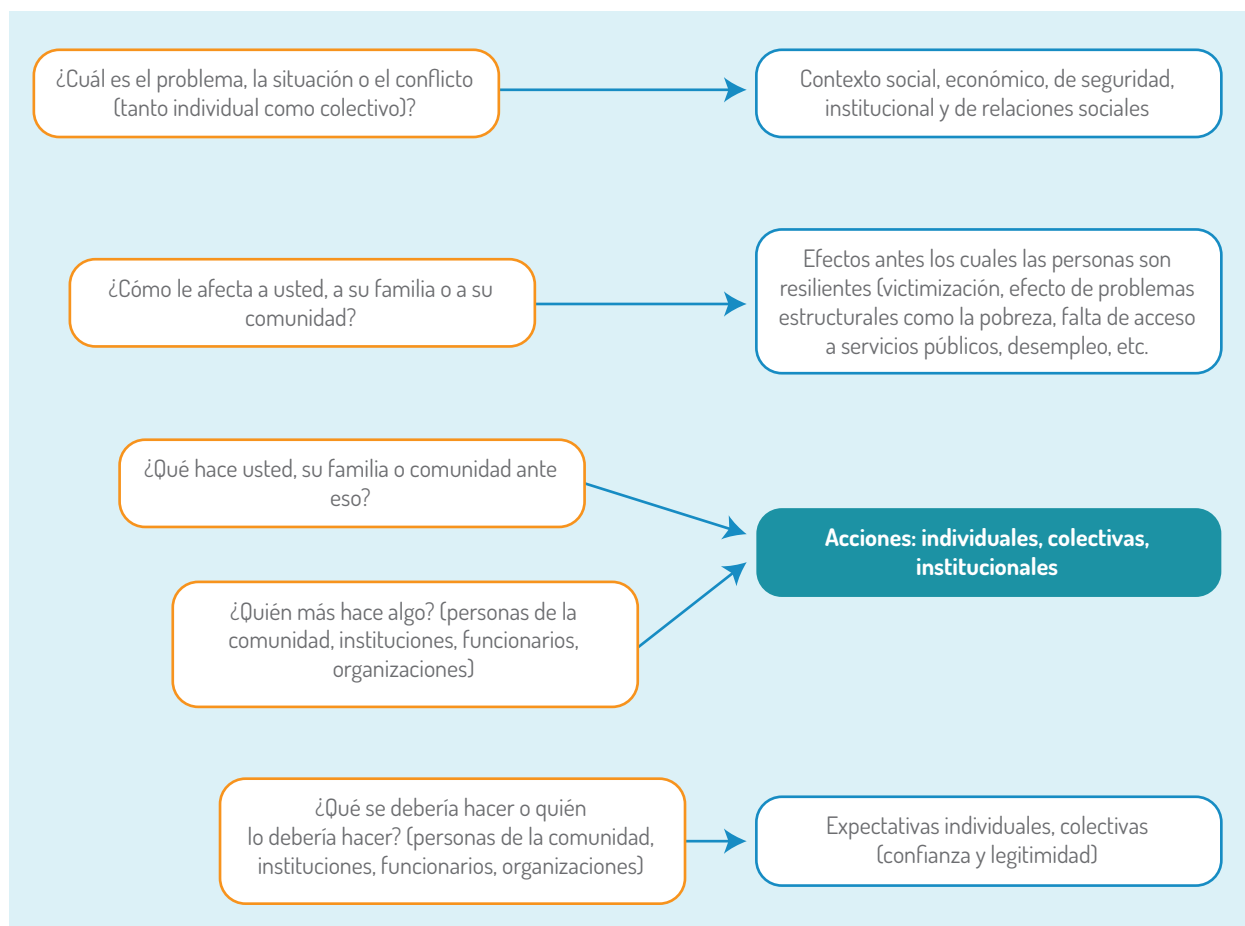 ¿Cuál es el problema, la situación o el conflicto
(tanto individual como colectivo)?
Contexto social, económico, de seguridad,
institucional y de relaciones sociales
¿Cómo le afecta a usted, a su familia o a su
comunidad?
Efectos antes los cuales las personas son
resilientes (victimización, efecto de problemas
estructurales como la pobreza, falta de acceso
a servicios públicos, desempleo, etc.
¿Qué hace usted, su familia o comunidad ante
eso?
¿Quién más hace algo? (personas de la
comunidad, instituciones, funcionarios,
organizaciones)
Acciones: individuales, colectivas,
institucionales
¿Qué se debería hacer o quién
lo debería hacer? (personas de la comunidad,
instituciones, funcionarios, organizaciones)
Expectativas individuales, colectivas
(confianza y legitimidad)